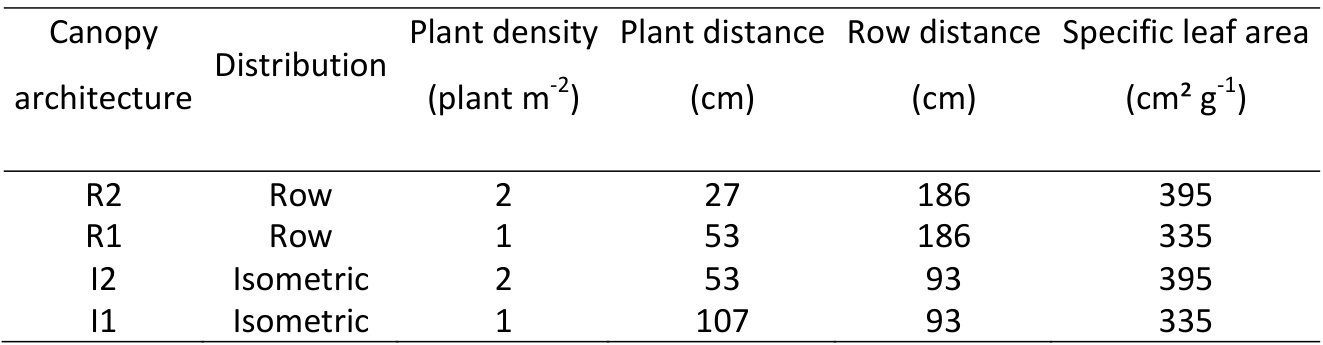 Canopy architecture Distribution Plant density (plant m-2) Plant distance (cm) Row distance (cm) Specific leaf area (cm² g-1)
R2 Row 2 27 186 395
R1 Row 1 53 186 335
I2 Isometric 2 53 93 395
I1 Isometric 1 107 93 335